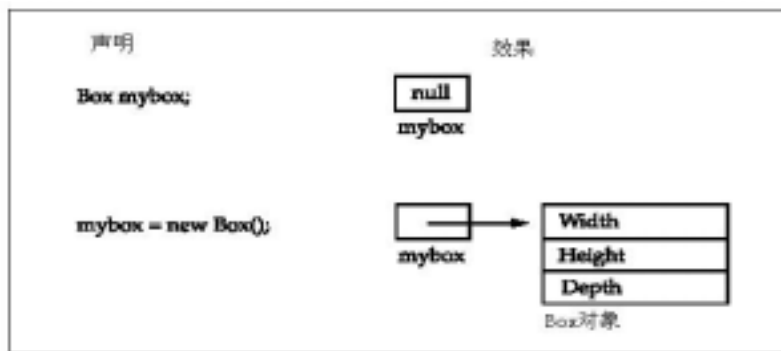 声明 效果
Box mybox; null
mybox
mybox = new Box(); Width
mybox Height
Depth
Box对象